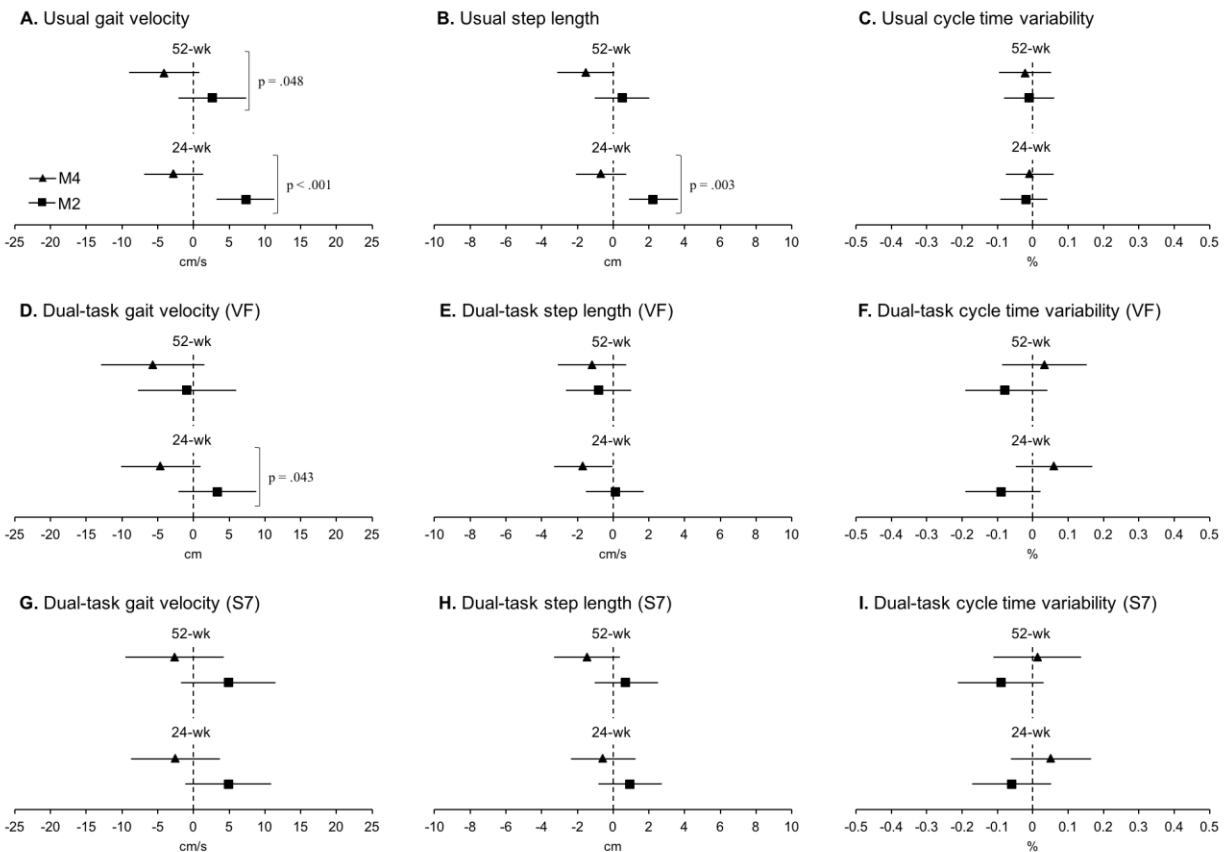 A. Usual gait velocity
52-wk
p = .048
24-wk
M4
p < .001
M2
-25 -20 -15 -10 -5 0 5 10 15 20 25
cm/s
B. Usual step length
52-wk
24-wk
p = .003
-10 -8 -6 -4 -2 0 2 4 6 8 10
cm
C. Usual cycle time variability
52-wk
24-wk
-0.5 -0.4 -0.3 -0.2 -0.1 0 0.1 0.2 0.3 0.4 0.5
%
D. Dual-task gait velocity (VF)
52-wk
24-wk
p = .043
-25 -20 -15 -10 -5 0 5 10 15 20 25
cm
E. Dual-task step length (VF)
52-wk
24-wk
-10 -8 -6 -4 -2 0 2 4 6 8 10
cm/s
F. Dual-task cycle time variability (VF)
52-wk
24-wk
-0.5 -0.4 -0.3 -0.2 -0.1 0 0.1 0.2 0.3 0.4 0.5
%
G. Dual-task gait velocity (S7)
52-wk
24-wk
-25 -20 -15 -10 -5 0 5 10 15 20 25
cm/s
H. Dual-task step length (S7)
52-wk
24-wk
-10 -8 -6 -4 -2 0 2 4 6 8 10
cm
I. Dual-task cycle time variability (S7)
52-wk
24-wk
-0.5 -0.4 -0.3 -0.2 -0.1 0 0.1 0.2 0.3 0.4 0.5
%